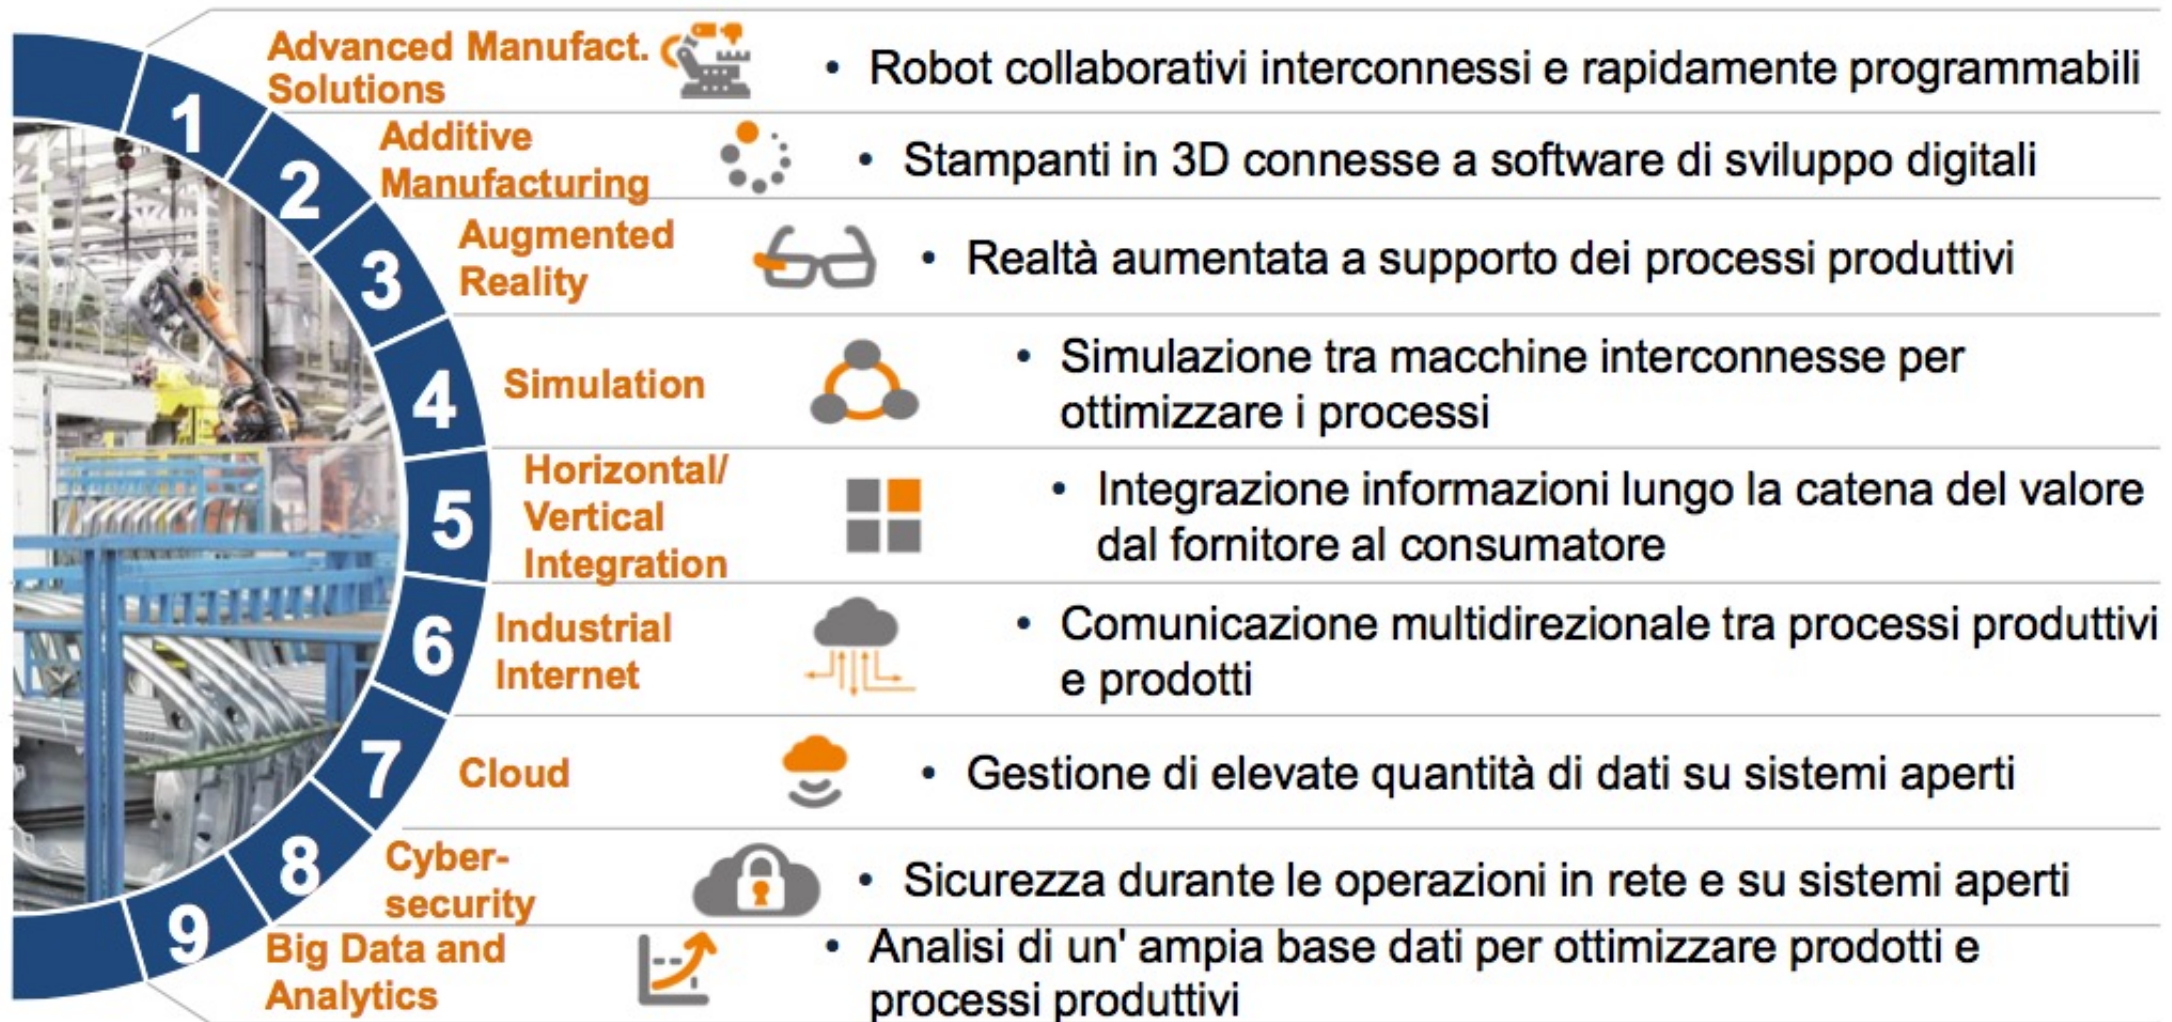 1
Advanced Manufact.
Solutions
• Robot collaborativi interconnessi e rapidamente programmabili
2
Additive
Manufacturing
• Stampanti in 3D connesse a software di sviluppo digitali
3
Augmented
Reality
• Realtà aumentata a supporto dei processi produttivi
4
Simulation
• Simulazione tra macchine interconnesse per
ottimizzare i processi
5
Horizontal/
Vertical
Integration
• Integrazione informazioni lungo la catena del valore
dal fornitore al consumatore
6
Industrial
Internet
• Comunicazione multidirezionale tra processi produttivi
e prodotti
7
Cloud
• Gestione di elevate quantità di dati su sistemi aperti
8
Cyber-
security
• Sicurezza durante le operazioni in rete e su sistemi aperti
9
Big Data and
Analytics
• Analisi di un' ampia base dati per ottimizzare prodotti e
processi produttivi